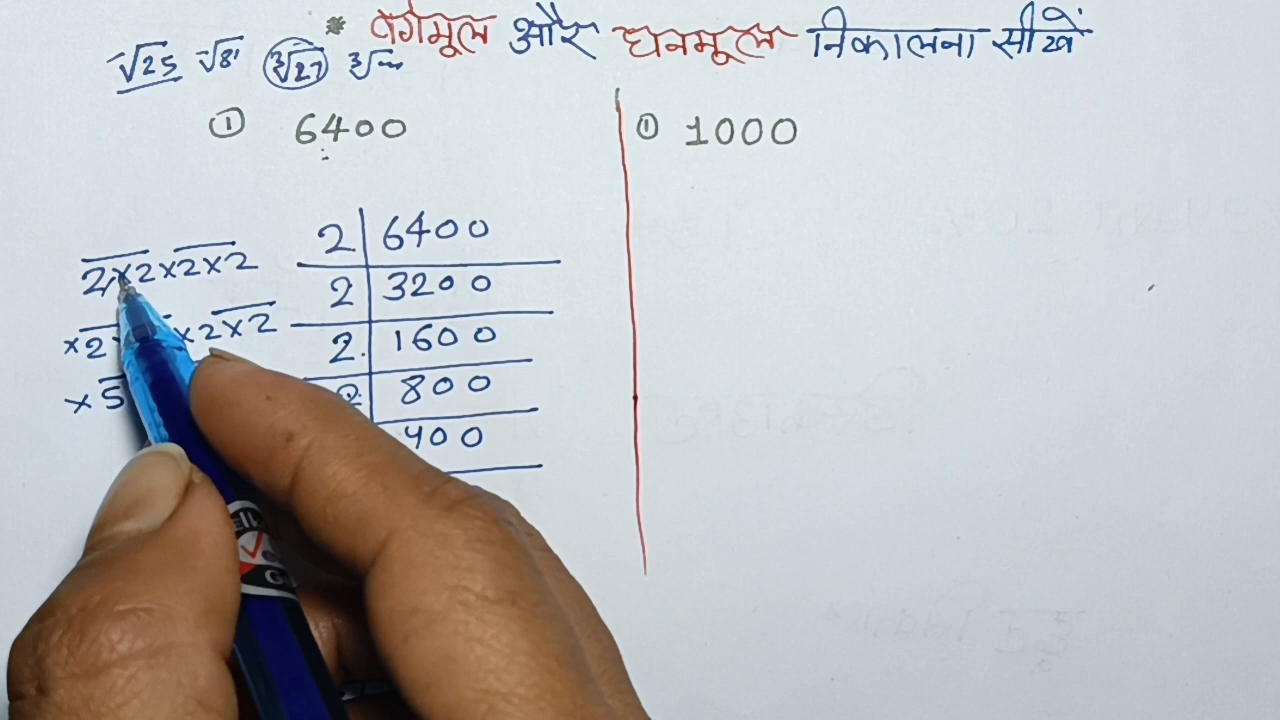 * वर्गमूल और घनमूल निकालना सीखें
√25 √81 ∛27 ∛
① 6400
① 1000
2×2×2×2
×2 ×2×2
×5
2 | 6400
2 | 3200
2 | 1600
2 | 800
400